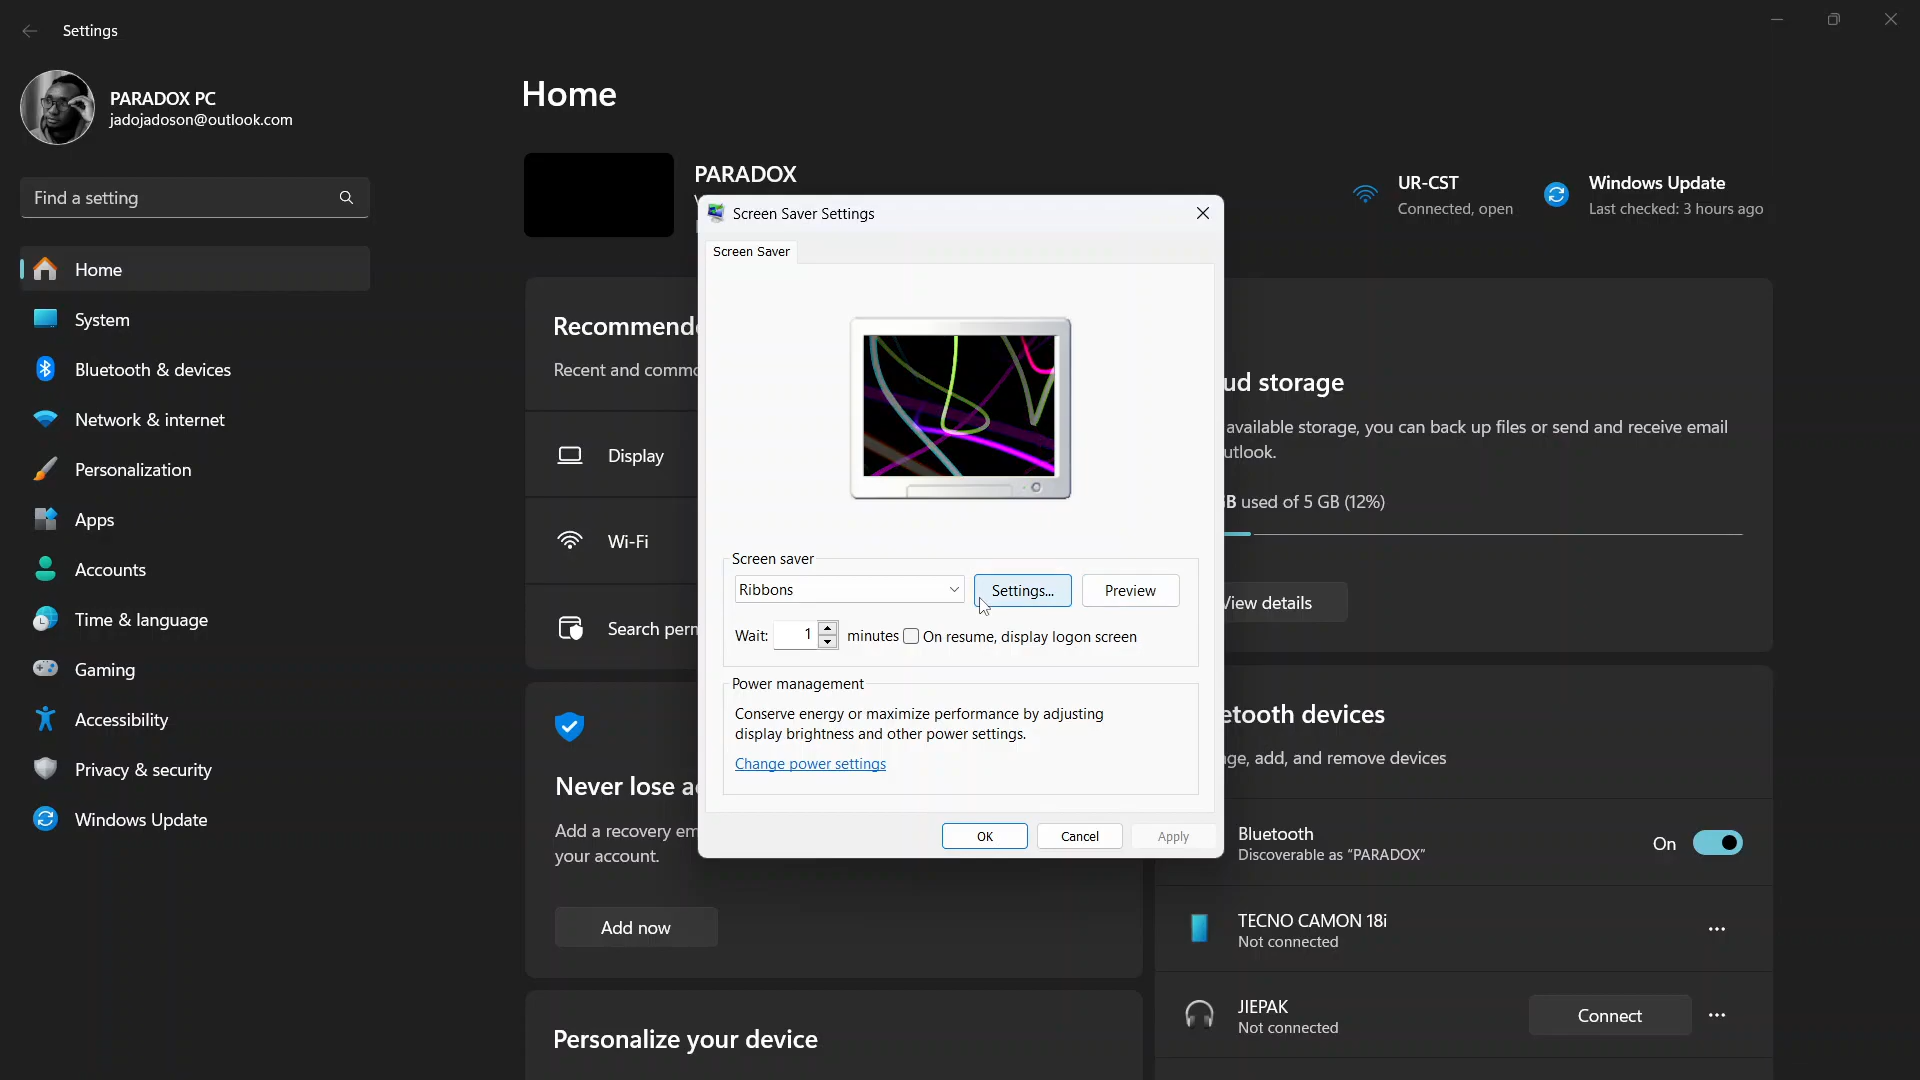 Settings
PARADOX PC
jadojadoson@outlook.com
Find a setting
Home
System
Bluetooth & devices
Network & internet
Personalization
Apps
Accounts
Time & language
Gaming
Accessibility
Privacy & security
Windows Update
Home
PARADOX
UR-CST
Connected, open
Windows Update
Last checked: 3 hours ago
Recommend
Recent and commo
Display
Wi-Fi
Search perm
Never lose a
Add a recovery em
your account.
Add now
Personalize your device
Screen Saver Settings
Screen Saver
Screen saver
Ribbons
Settings...
Preview
Wait: 1 minutes
On resume, display logon screen
Power management
Conserve energy or maximize performance by adjusting
display brightness and other power settings.
Change power settings
OK
Cancel
Apply
ud storage
available storage, you can back up files or send and receive email
utlook.
B used of 5 GB (12%)
View details
etooth devices
ge, add, and remove devices
Bluetooth
Discoverable as "PARADOX"
On
TECNO CAMON 18i
Not connected
JIEPAK
Not connected
Connect